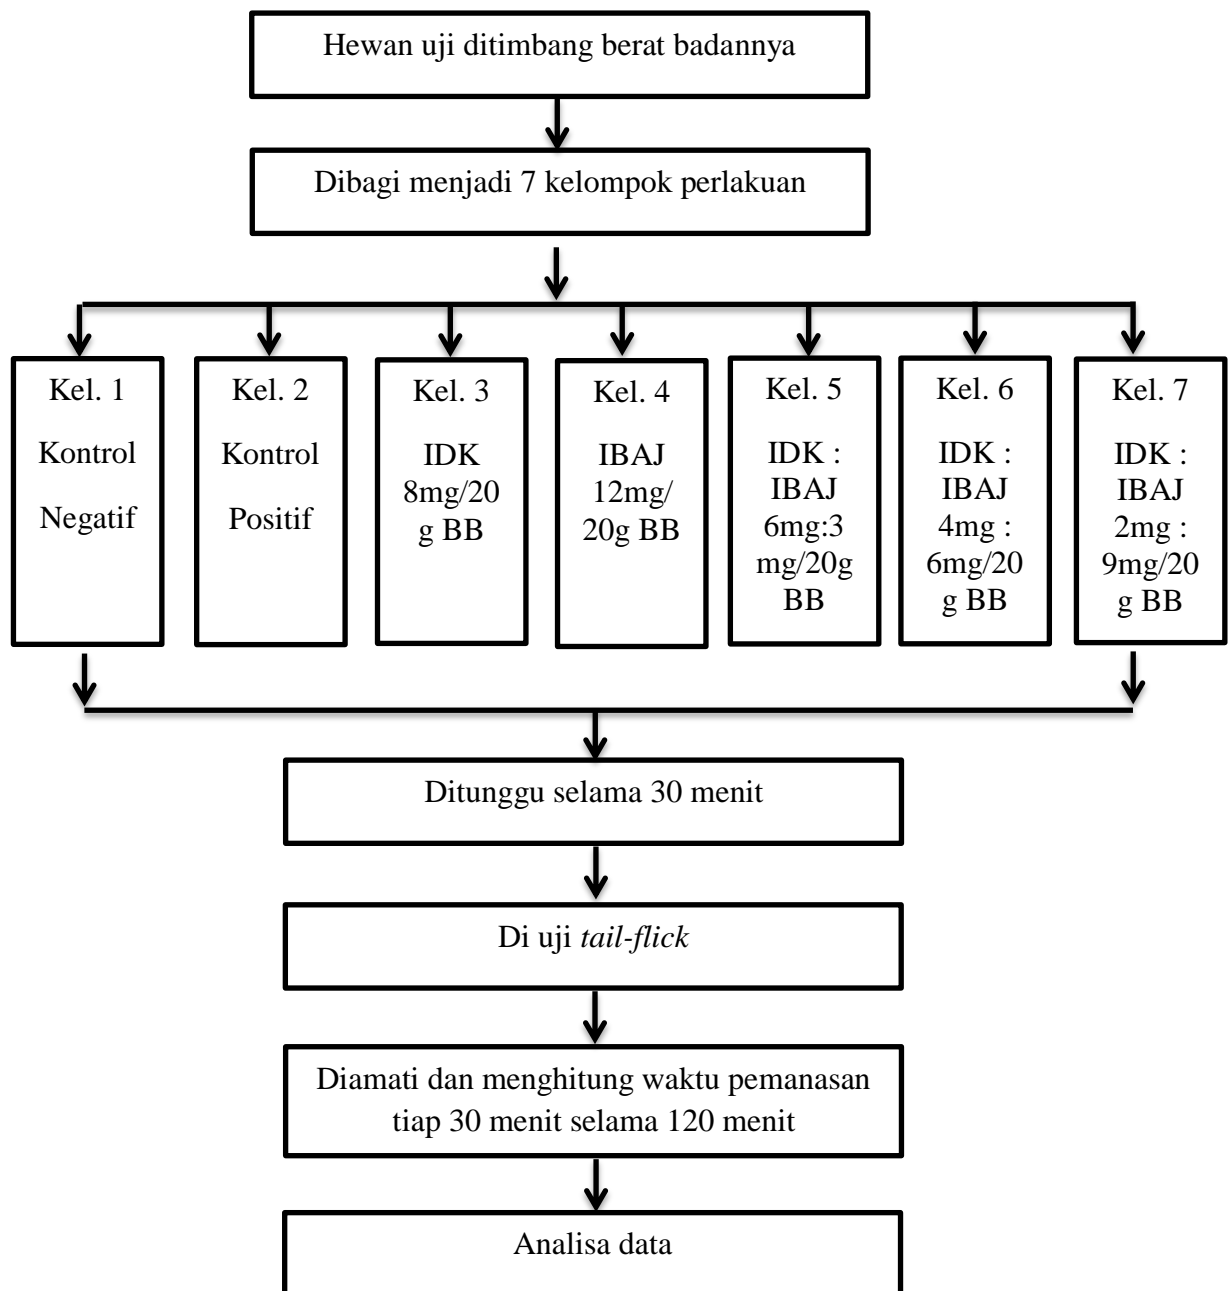 Hewan uji ditimbang berat badannya
Dibagi menjadi 7 kelompok perlakuan
Kel. 1
Kontrol
Negatif
Kel. 2
Kontrol
Positif
Kel. 3
IDK
8mg/20
g BB
Kel. 4
IBAJ
12mg/
20g BB
Kel. 5
IDK :
IBAJ
6mg:3
mg/20g
BB
Kel. 6
IDK :
IBAJ
4mg :
6mg/20
g BB
Kel. 7
IDK :
IBAJ
2mg :
9mg/20
g BB
Ditunggu selama 30 menit
Di uji tail-flick
Diamati dan menghitung waktu pemanasan
tiap 30 menit selama 120 menit
Analisa data